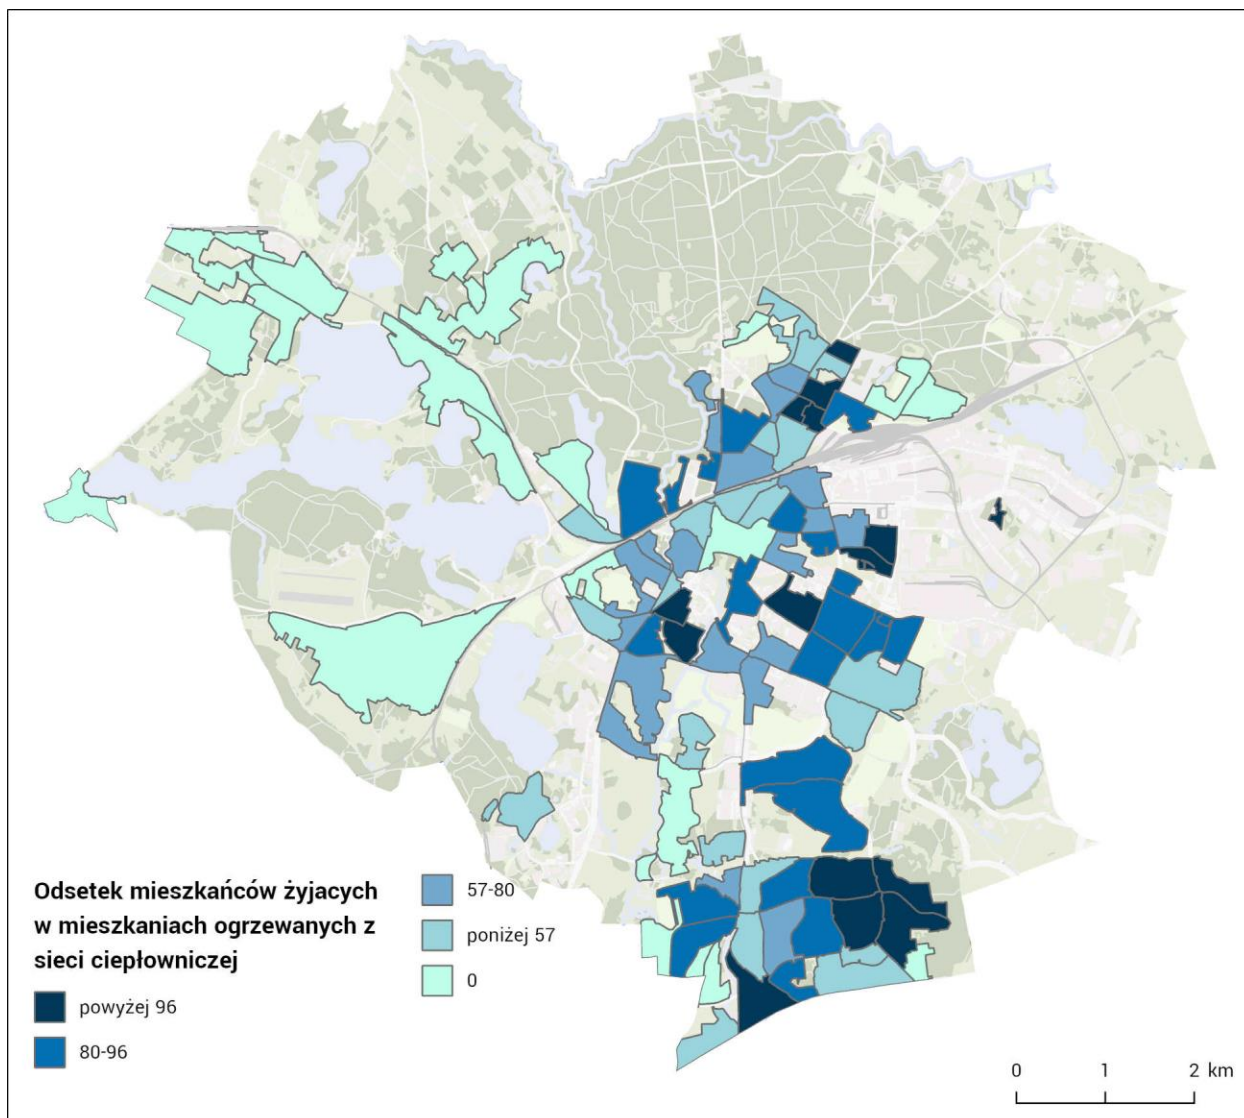 Odsetek mieszkańców żyjacych
w mieszkaniach ogrzewanych z
sieci ciepłowniczej
powyżej 96
80-96
57-80
poniżej 57
0
0 1 2 km